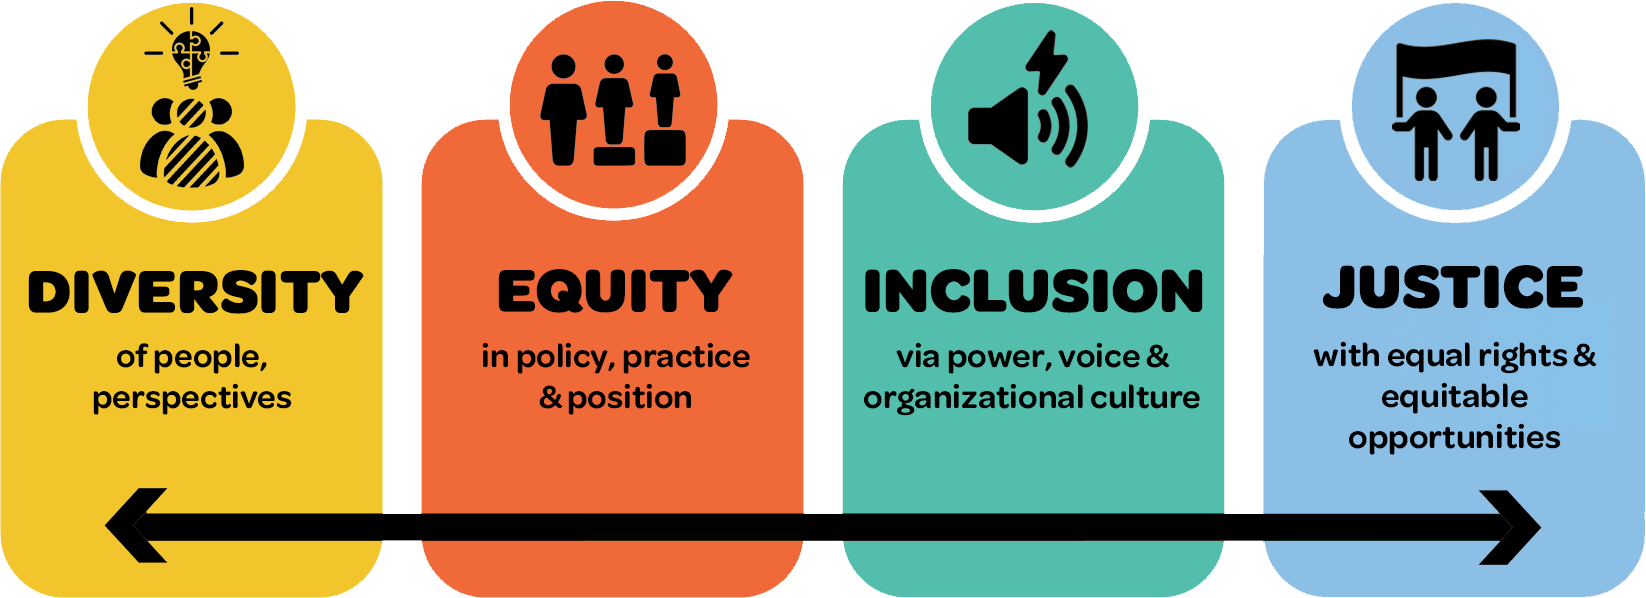 DIVERSITY
of people,
perspectives
EQUITY
in policy, practice
& position
INCLUSION
via power, voice &
organizational culture
JUSTICE
with equal rights &
equitable
opportunities